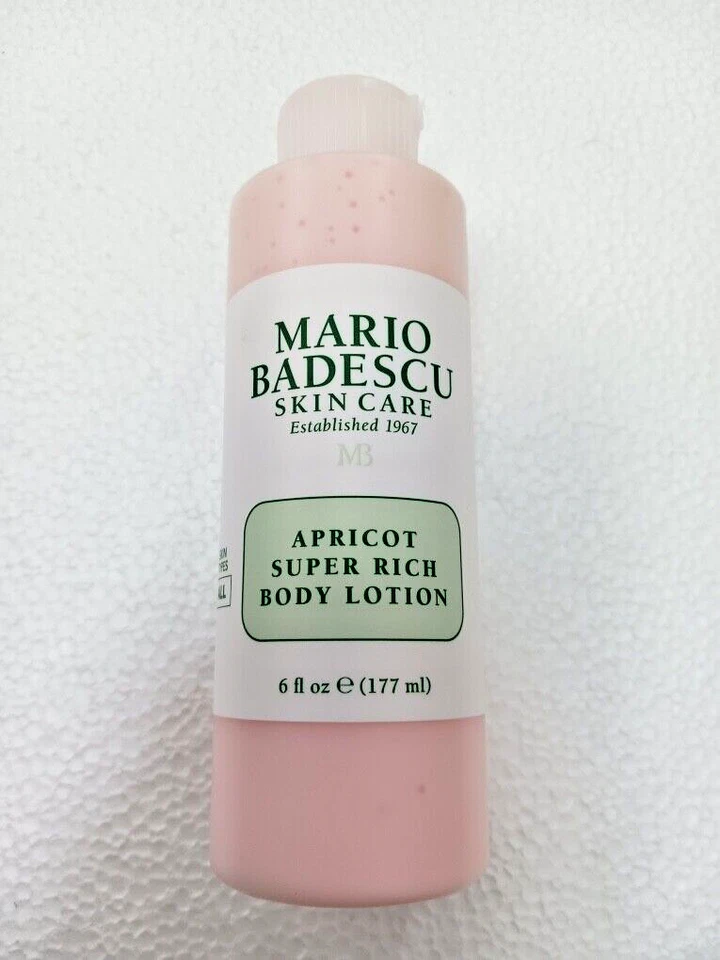 MARIO
BADESCU
SKIN CARE
Established 1967
MB
APRICOT
SUPER RICH
BODY LOTION
6 fl oz ℮ (177 ml)